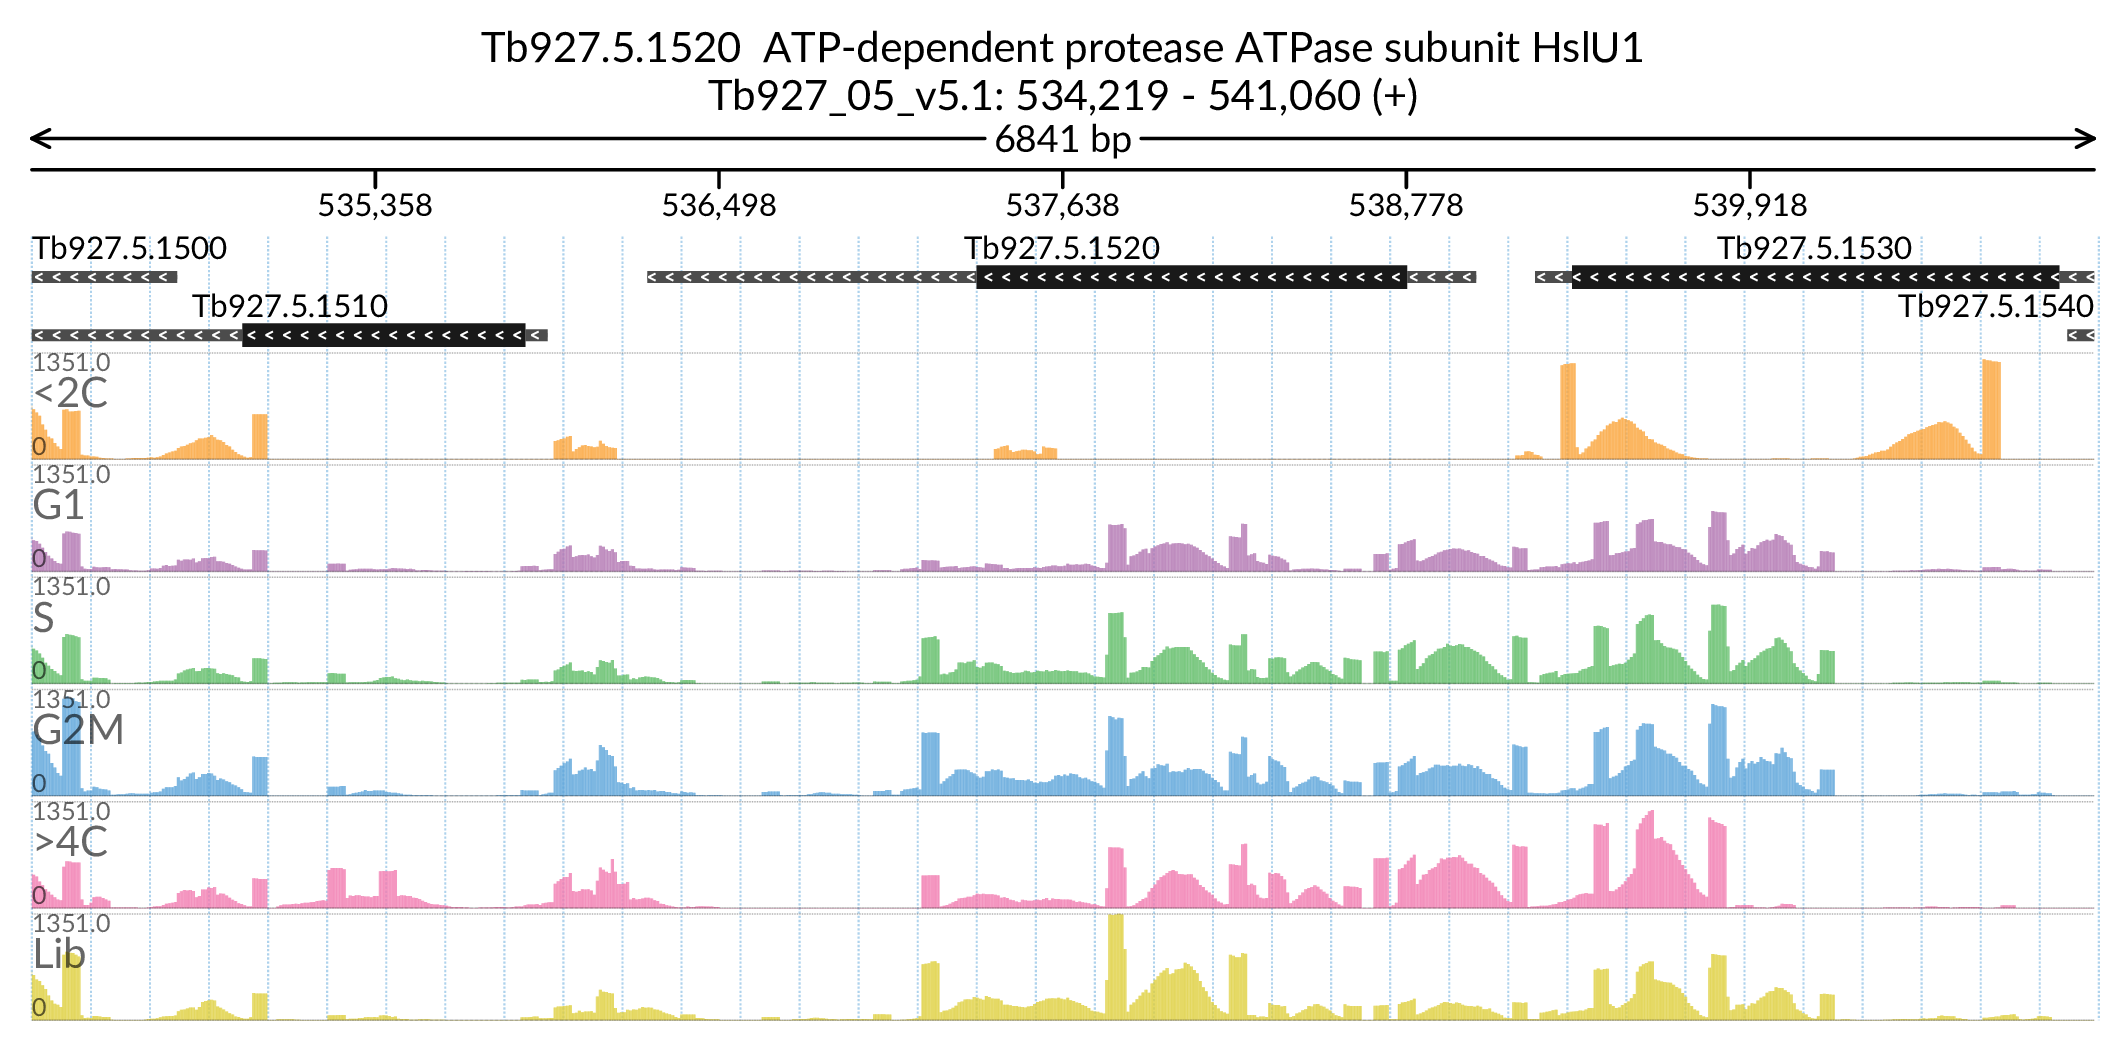 Tb927.5.1520  ATP-dependent protease ATPase subunit HslU1
Tb927_05_v5.1: 534,219 - 541,060 (+)
6841 bp
535,358 536,498 537,638 538,778 539,918
Tb927.5.1500 Tb927.5.1520 Tb927.5.1530
Tb927.5.1510 Tb927.5.1540
1351.0
<2C
0
1351.0
G1
0
1351.0
S
0
1351.0
G2M
0
1351.0
>4C
0
1351.0
Lib
0